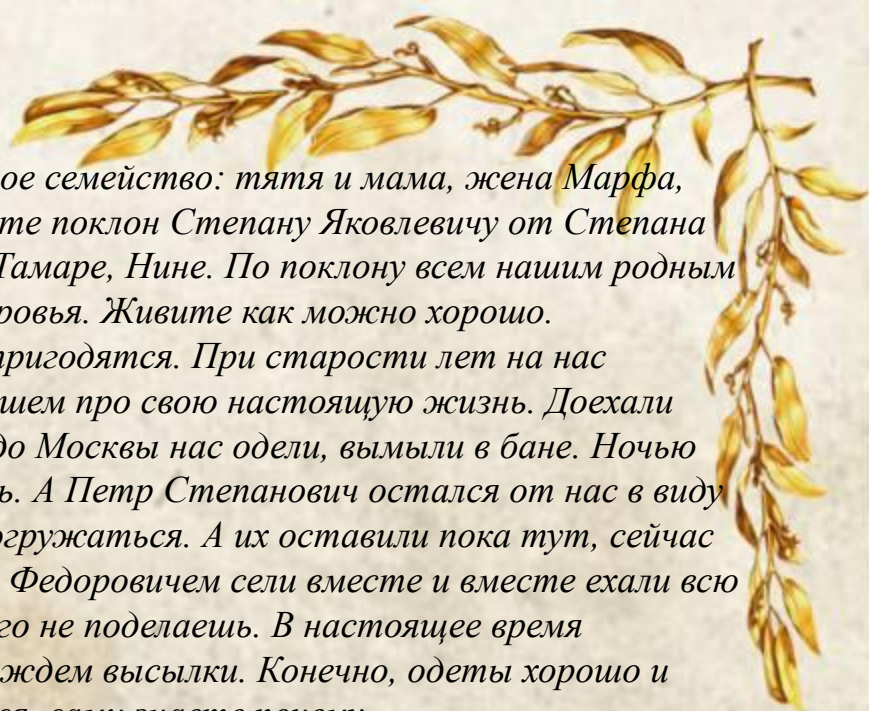 ое семейство: тятя и мама, жена Марфа,
те поклон Степану Яковлевичу от Степана
Тамаре, Нине. По поклону всем нашим родным
ровья. Живите как можно хорошо.
пригодятся. При старости лет на нас
шем про свою настоящую жизнь. Доехали
до Москвы нас одели, вымыли в бане. Ночью
ь. А Петр Степанович остался от нас в виду
огружаться. А их оставили пока тут, сейчас
Федоровичем сели вместе и вместе ехали всю
го не поделаешь. В настоящее время
ждем высылки. Конечно, одеты хорошо и